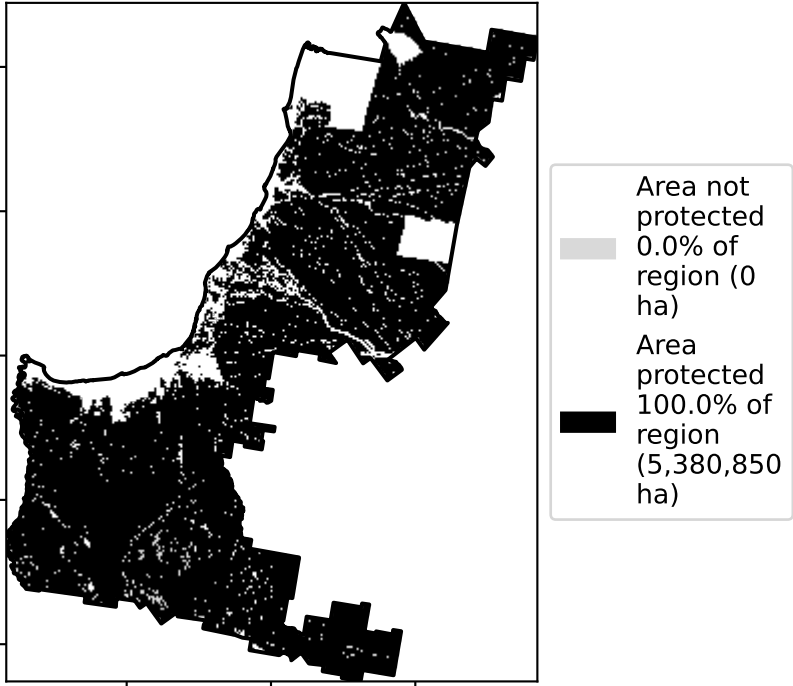 Area not
protected
0.0% of
region (0
ha)
Area
protected
100.0% of
region
(5,380,850
ha)